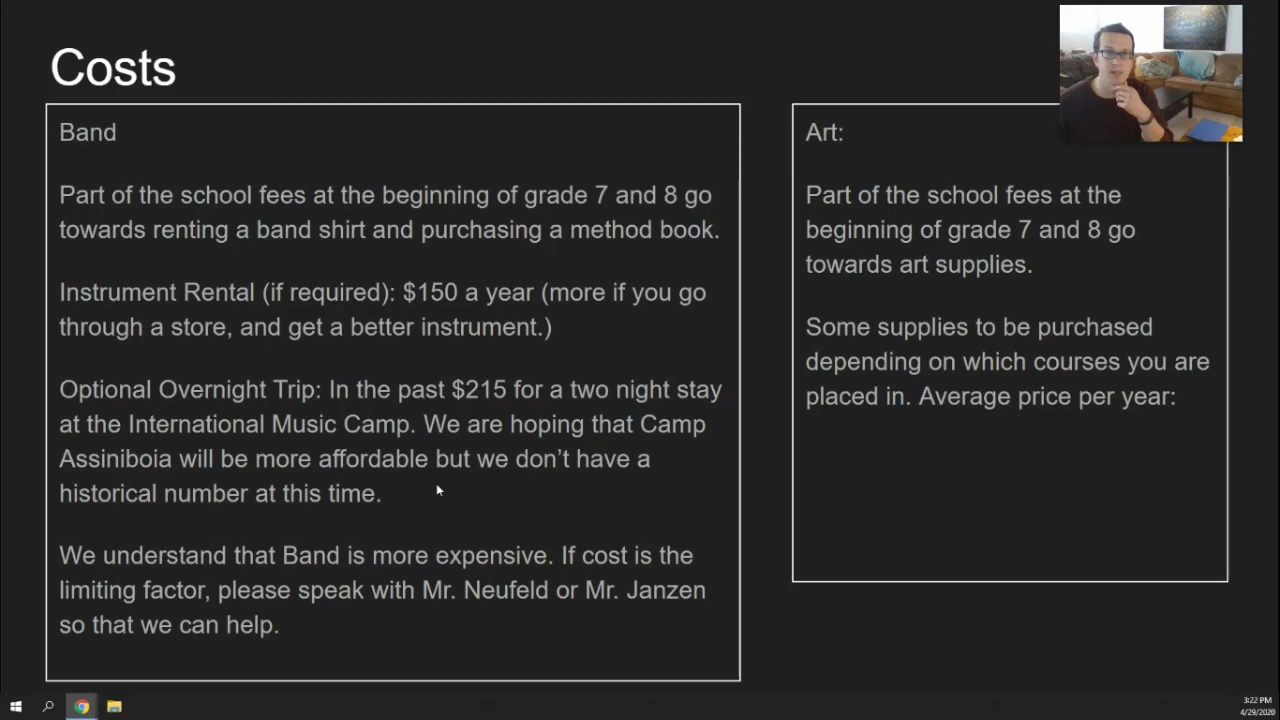 Costs
Band
Part of the school fees at the beginning of grade 7 and 8 go
towards renting a band shirt and purchasing a method book.
Instrument Rental (if required): $150 a year (more if you go
through a store, and get a better instrument.)
Optional Overnight Trip: In the past $215 for a two night stay
at the International Music Camp. We are hoping that Camp
Assiniboia will be more affordable but we don’t have a
historical number at this time.
We understand that Band is more expensive. If cost is the
limiting factor, please speak with Mr. Neufeld or Mr. Janzen
so that we can help.
Art:
Part of the school fees at the
beginning of grade 7 and 8 go
towards art supplies.
Some supplies to be purchased
depending on which courses you are
placed in. Average price per year:
3:22 PM
4/29/2020